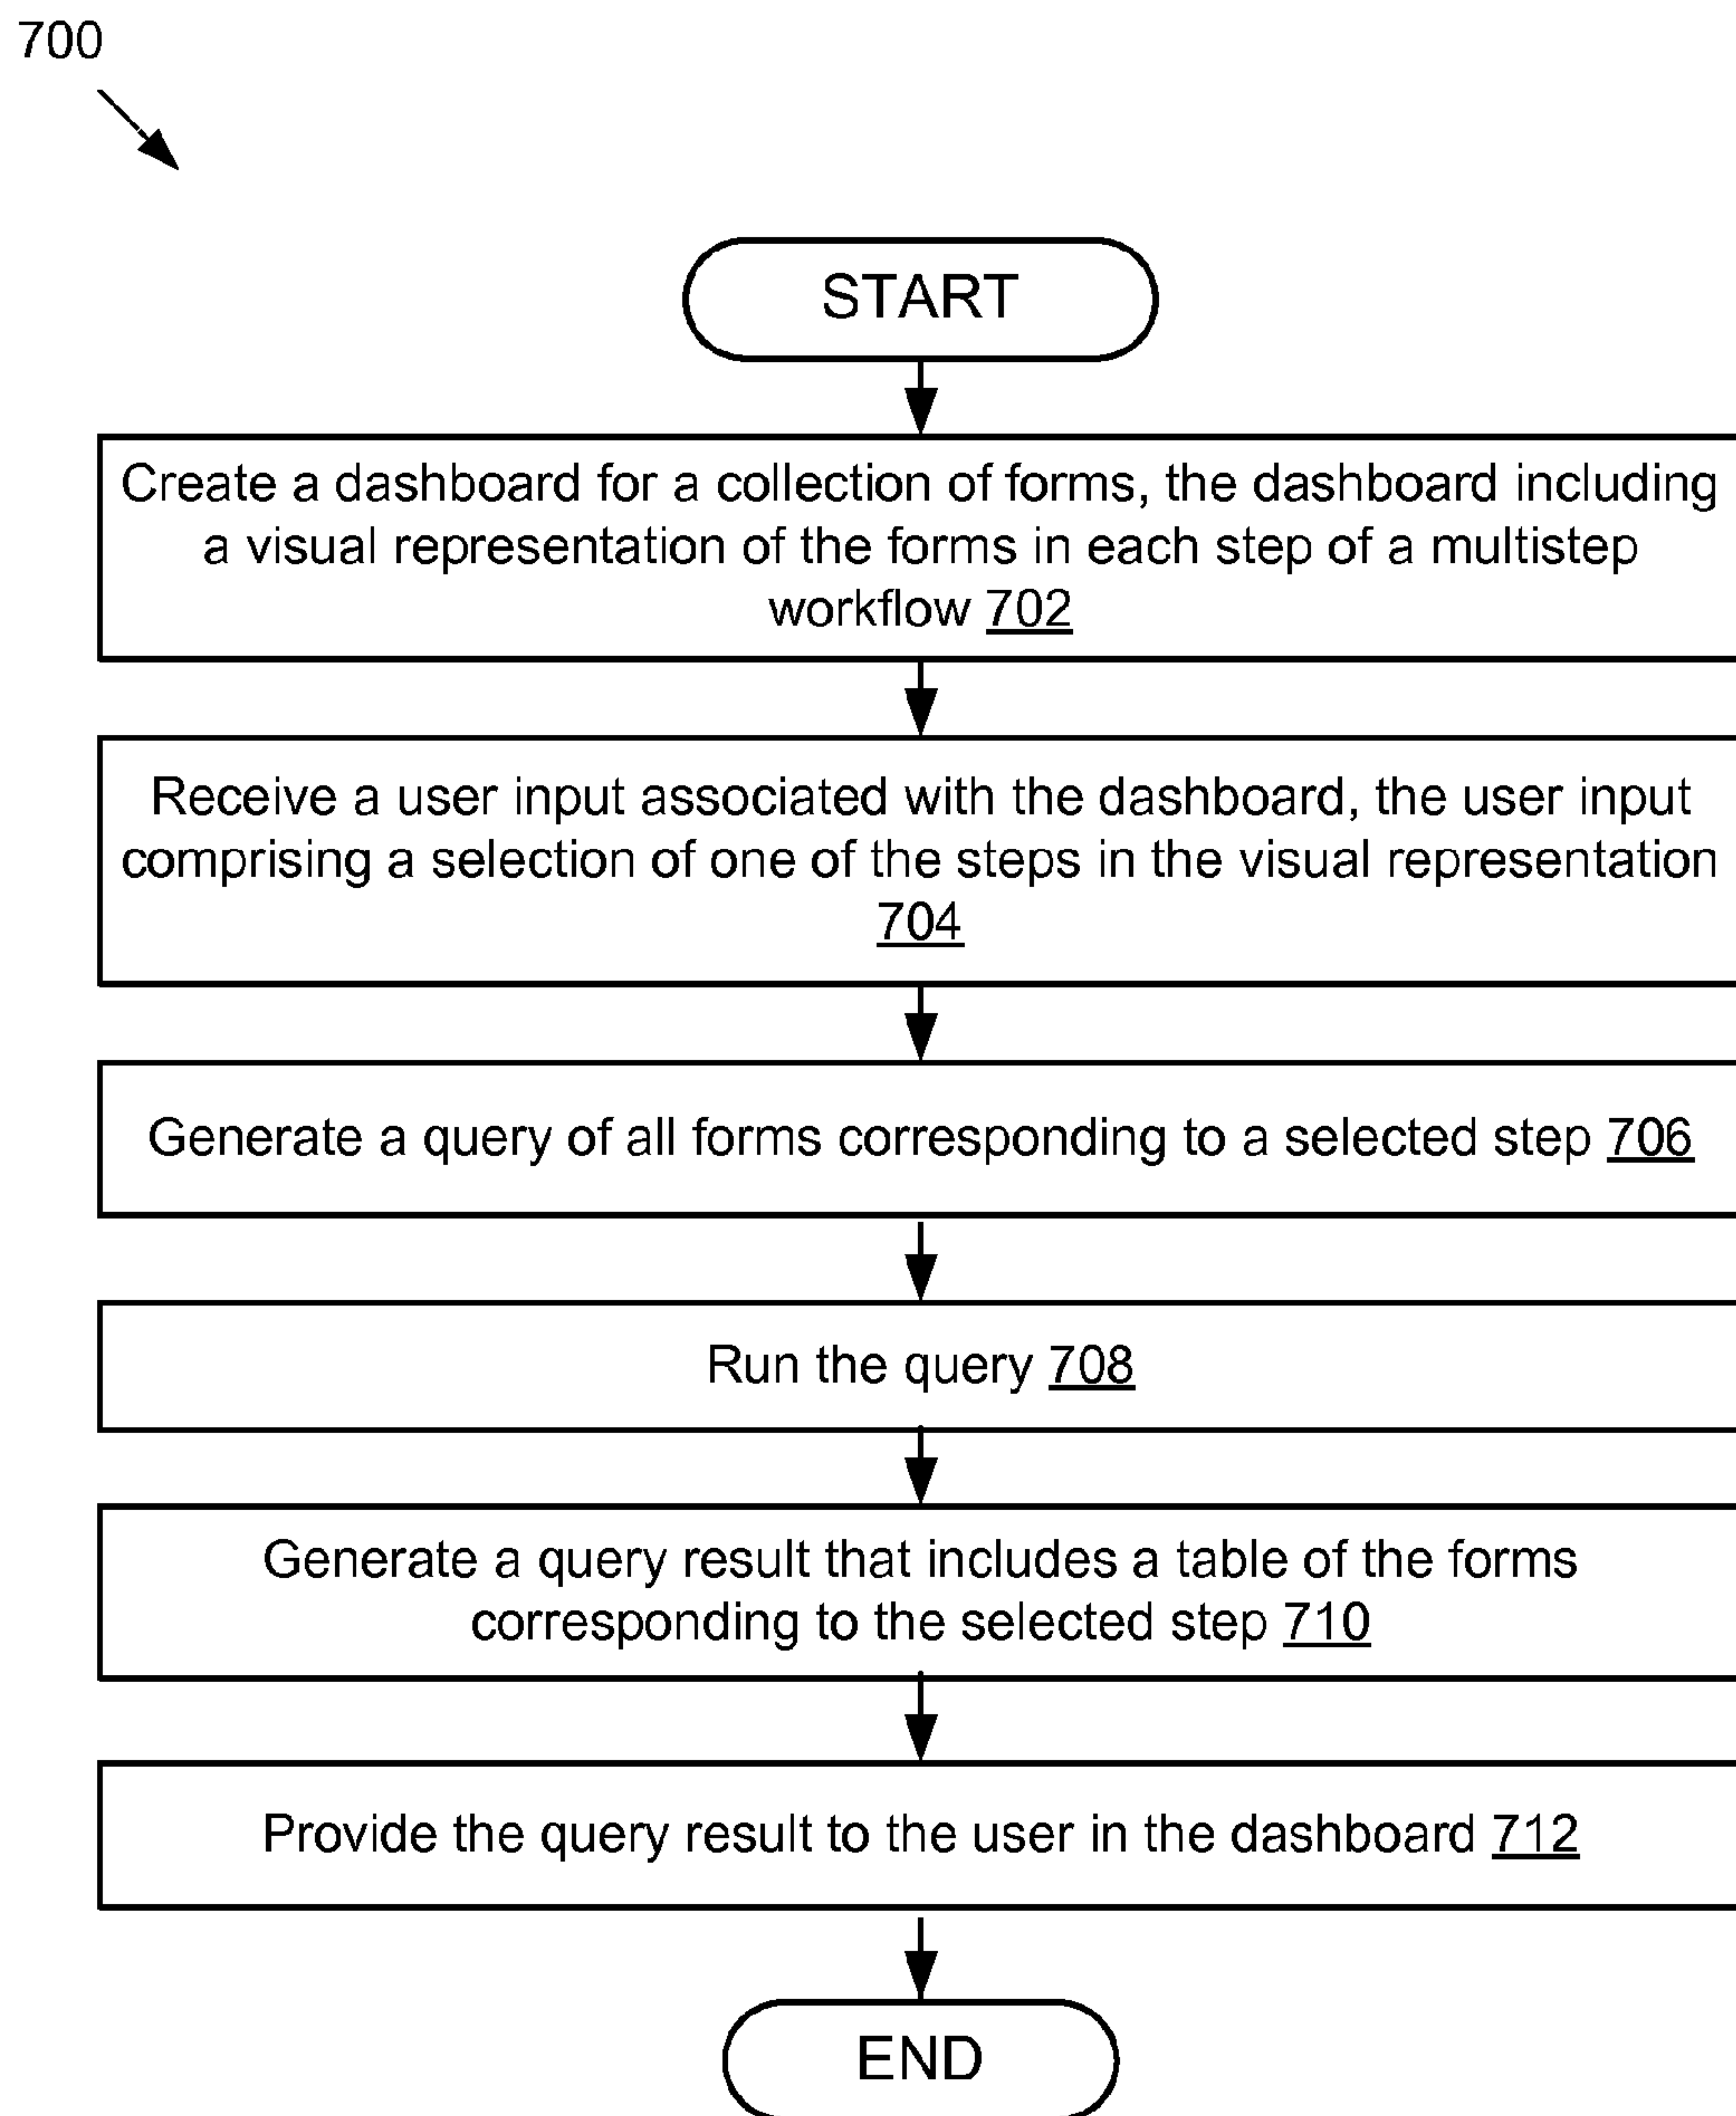 700
START
Create a dashboard for a collection of forms, the dashboard including
a visual representation of the forms in each step of a multistep
workflow 702
Receive a user input associated with the dashboard, the user input
comprising a selection of one of the steps in the visual representation
704
Generate a query of all forms corresponding to a selected step 706
Run the query 708
Generate a query result that includes a table of the forms
corresponding to the selected step 710
Provide the query result to the user in the dashboard 712
END